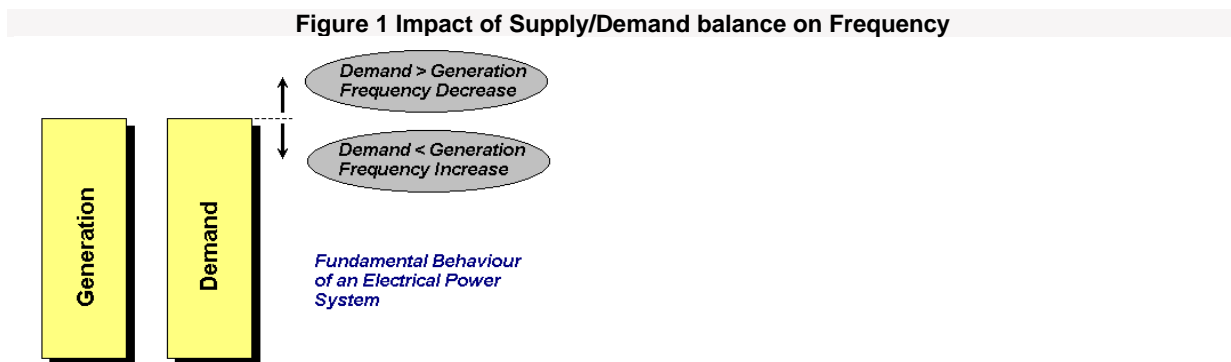 Figure 1 Impact of Supply/Demand balance on Frequency
Demand > Generation
Frequency Decrease
Demand < Generation
Frequency Increase
Generation
Demand
Fundamental Behaviour
of an Electrical Power
System